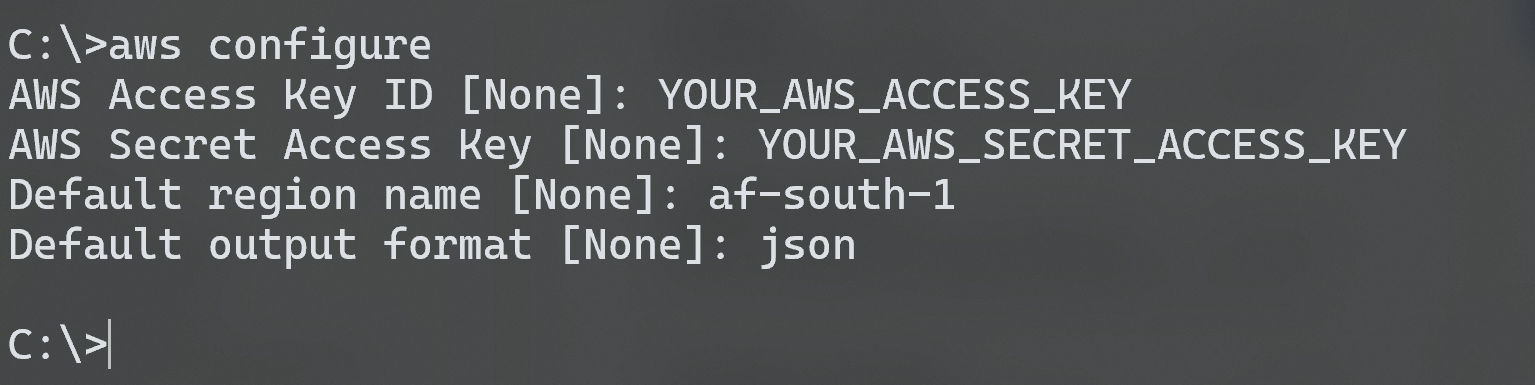 C:\>aws configure
AWS Access Key ID [None]: YOUR_AWS_ACCESS_KEY
AWS Secret Access Key [None]: YOUR_AWS_SECRET_ACCESS_KEY
Default region name [None]: af-south-1
Default output format [None]: json
C:\>